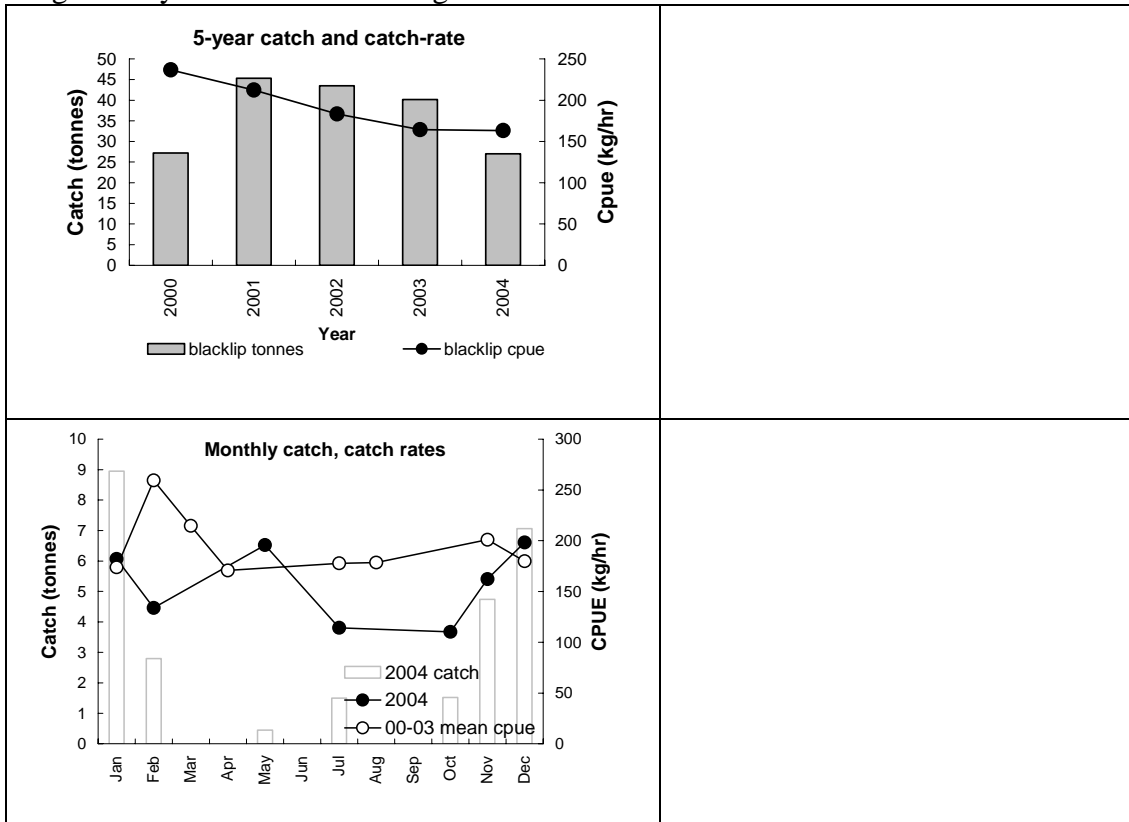 5-year catch and catch-rate
50
45
40
35
30
25
20
15
10
5
0
Catch (tonnes)
250
200
150
100
50
0
Cpue (kg/hr)
2000
2001
2002
2003
2004
Year
blacklip tonnes
blacklip cpue
Monthly catch, catch rates
10
9
8
7
6
5
4
3
2
1
0
Catch (tonnes)
300
250
200
150
100
50
0
CPUE (kg/hr)
2004 catch
2004
00-03 mean cpue
Jan
Feb
Mar
Apr
May
Jun
Jul
Aug
Sep
Oct
Nov
Dec